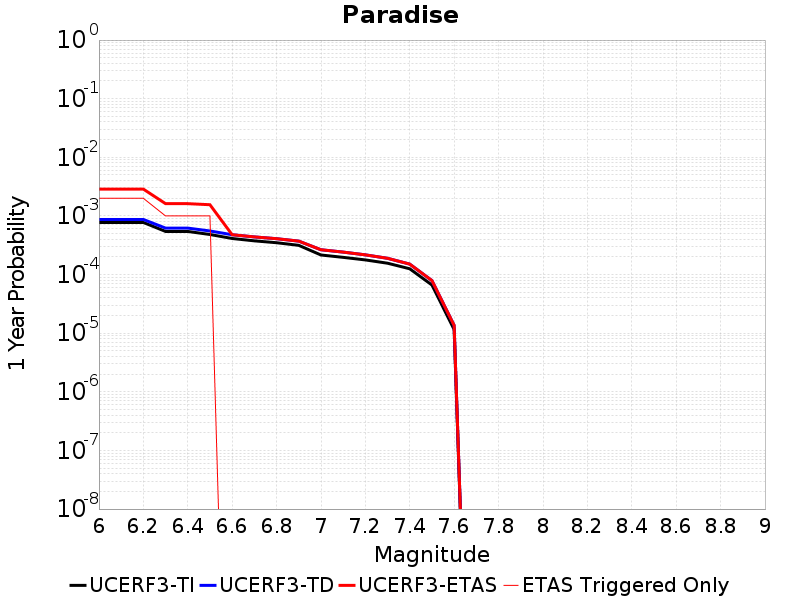 Paradise
10^0
10^-1
10^-2
10^-3
10^-4
10^-5
10^-6
10^-7
10^-8
1 Year Probability
6 6.2 6.4 6.6 6.8 7 7.2 7.4 7.6 7.8 8 8.2 8.4 8.6 8.8 9
Magnitude
UCERF3-TI UCERF3-TD UCERF3-ETAS ETAS Triggered Only